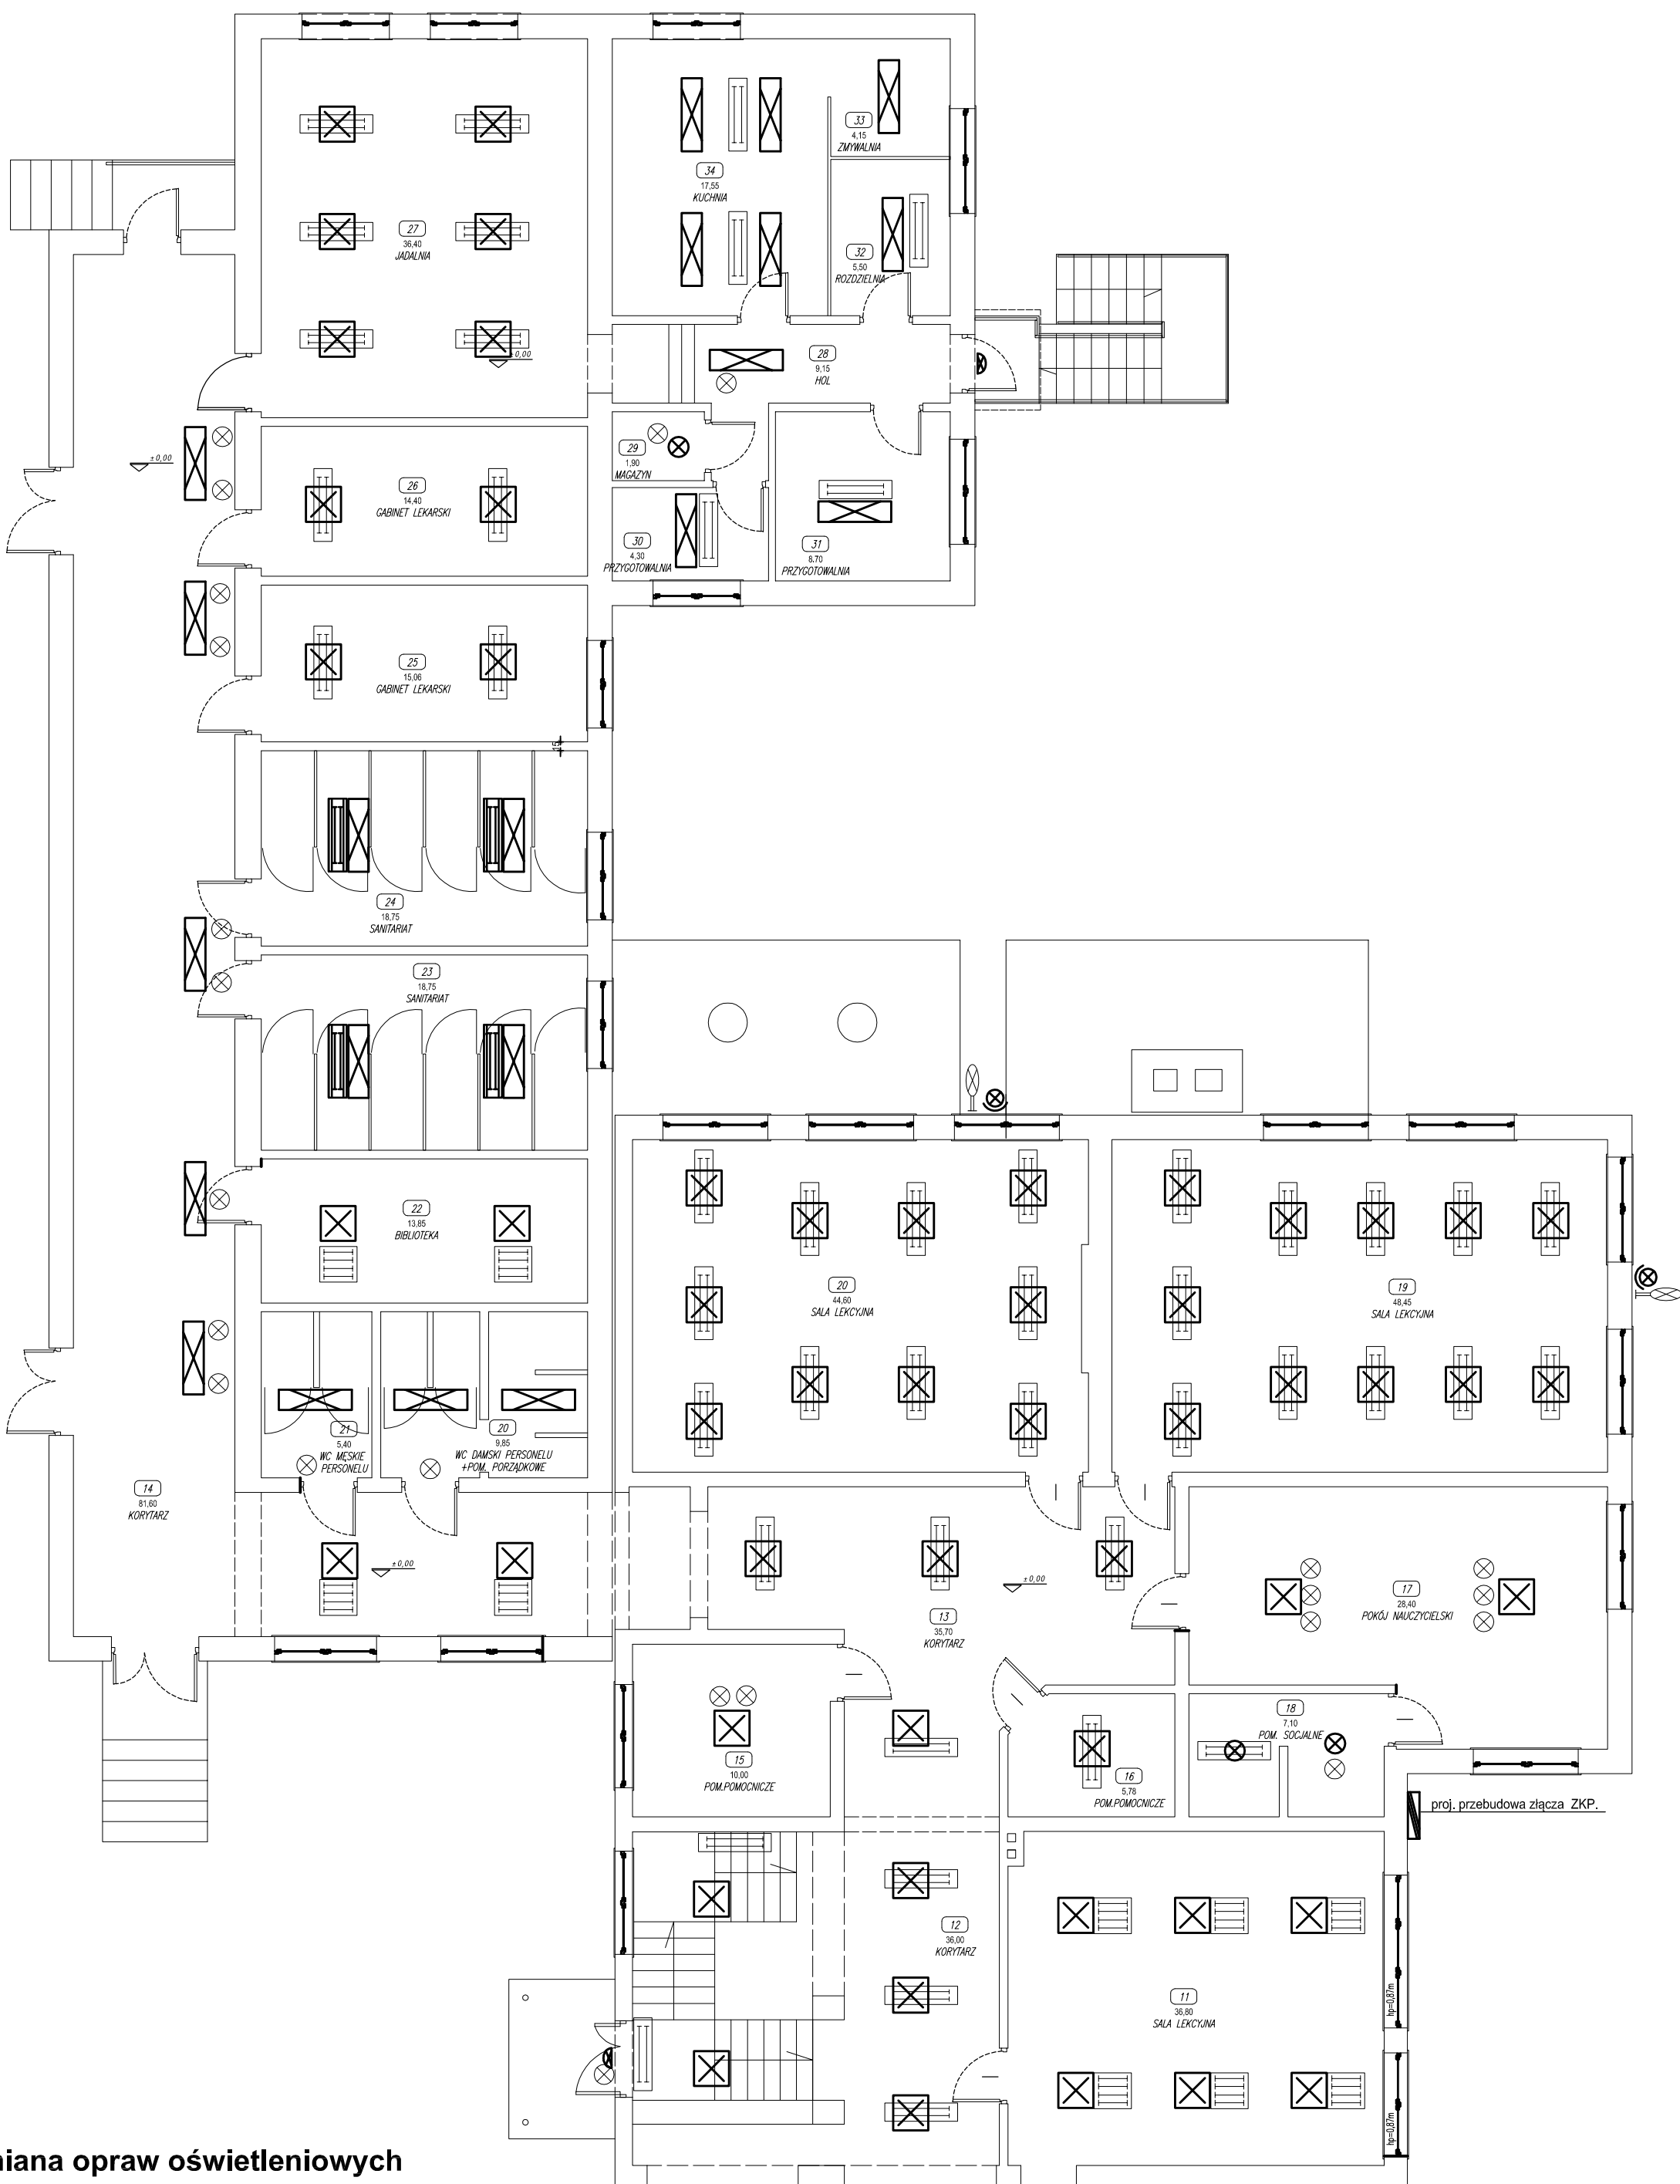 33
4,15
ZMYWALNIA
34
17,55
KUCHNIA
27
36,40
JADALNIA
32
5,50
ROZDZIELNIA
±0,00
28
9,15
HOL
29
1,90
MAGAZYN
±0,00
26
14,40
GABINET LEKARSKI
30
4,30
PRZYGOTOWALNIA
31
8,70
PRZYGOTOWALNIA
25
15,06
GABINET LEKARSKI
15
24
18,75
SANITARIAT
23
18,75
SANITARIAT
22
13,85
BIBLIOTEKA
20
44,60
SALA LEKCYJNA
19
48,45
SALA LEKCYJNA
21
5,40
WC MĘSKIE
PERSONELU
20
9,85
WC DAMSKI PERSONELU
+POM. PORZĄDKOWE
14
81,60
KORYTARZ
±0,00
±0,00
17
28,40
POKÓJ NAUCZYCIELSKI
13
35,70
KORYTARZ
18
7,10
POM. SOCJALNE
15
10,00
POM.POMOCNICZE
16
5,78
POM.POMOCNICZE
proj. przebudowa złącza ZKP.
12
36,00
KORYTARZ
11
36,80
SALA LEKCYJNA
hp=0,87m
hp=0,87m
iana opraw oświetleniowych